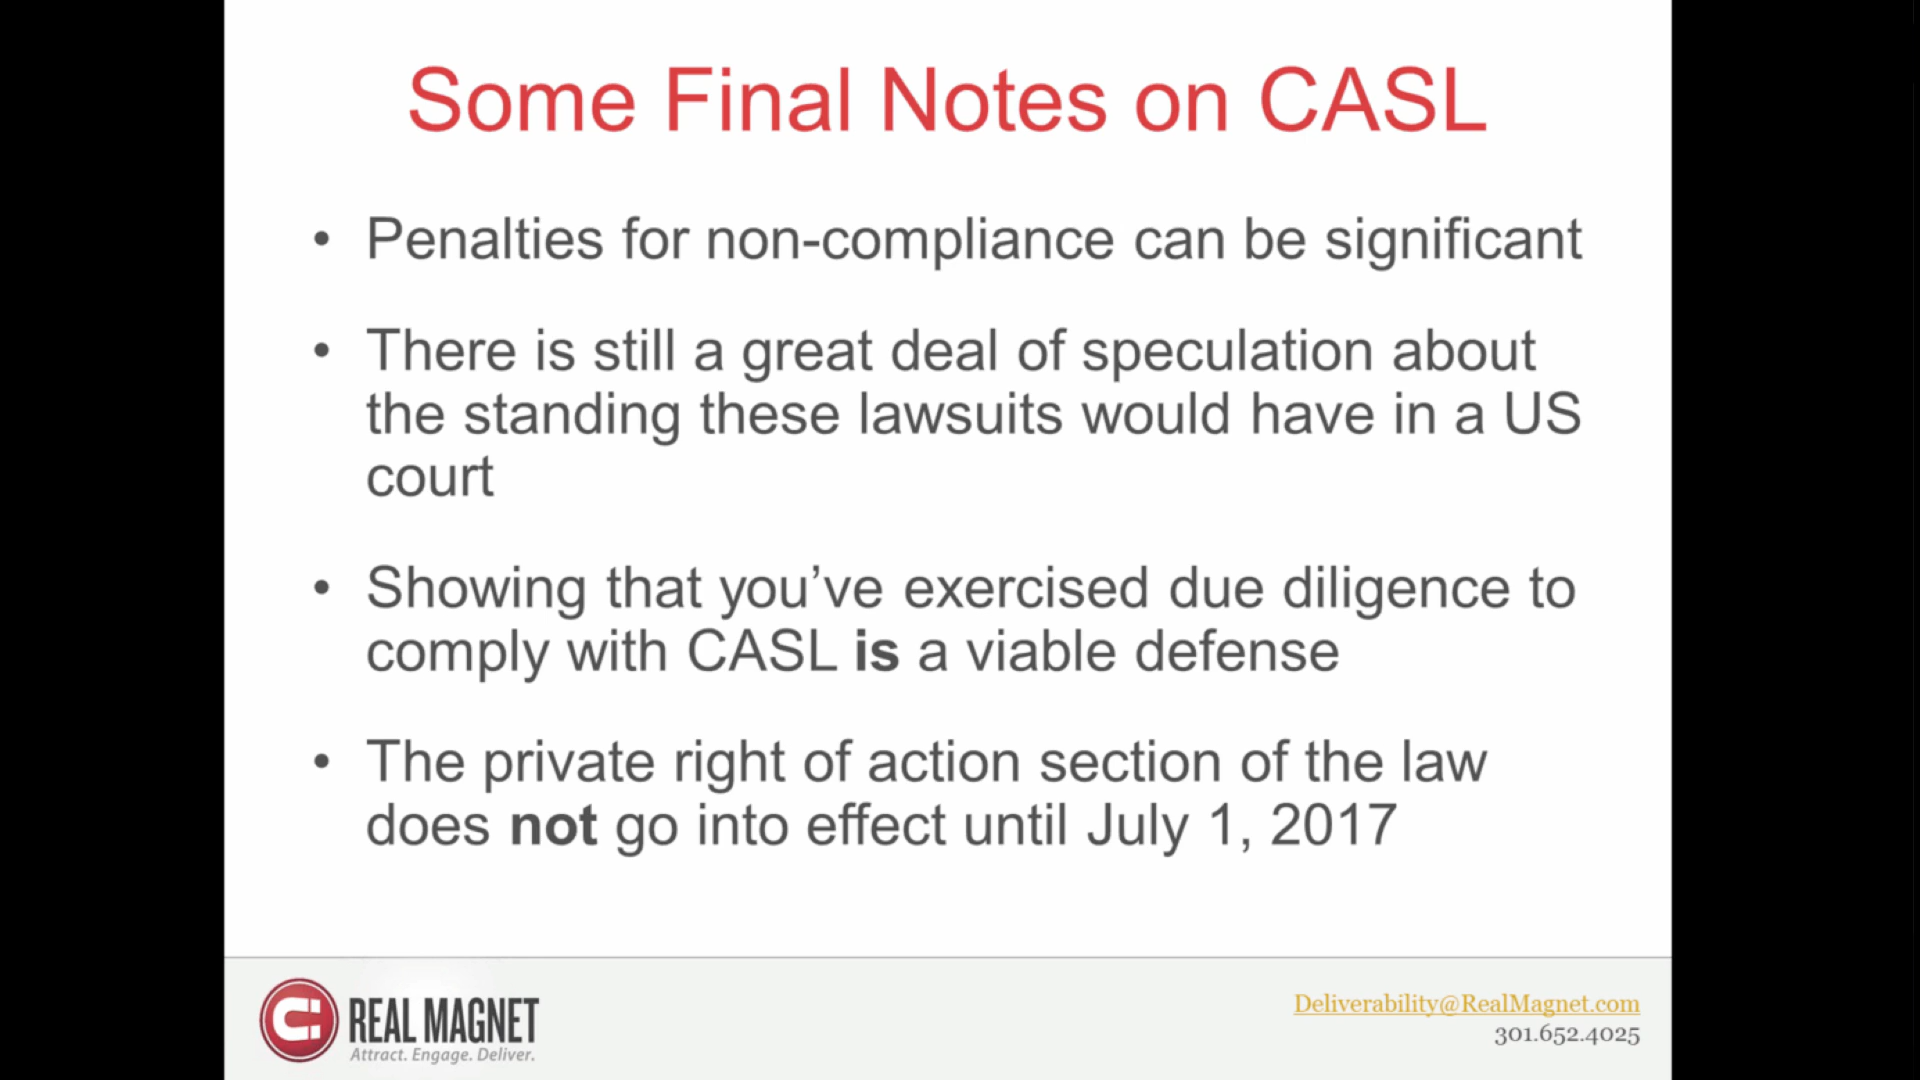 Some Final Notes on CASL
• Penalties for non-compliance can be significant
• There is still a great deal of speculation about
the standing these lawsuits would have in a US
court
• Showing that you’ve exercised due diligence to
comply with CASL is a viable defense
• The private right of action section of the law
does not go into effect until July 1, 2017
REAL MAGNET
Attract. Engage. Deliver.
Deliverability@RealMagnet.com
301.652.4025